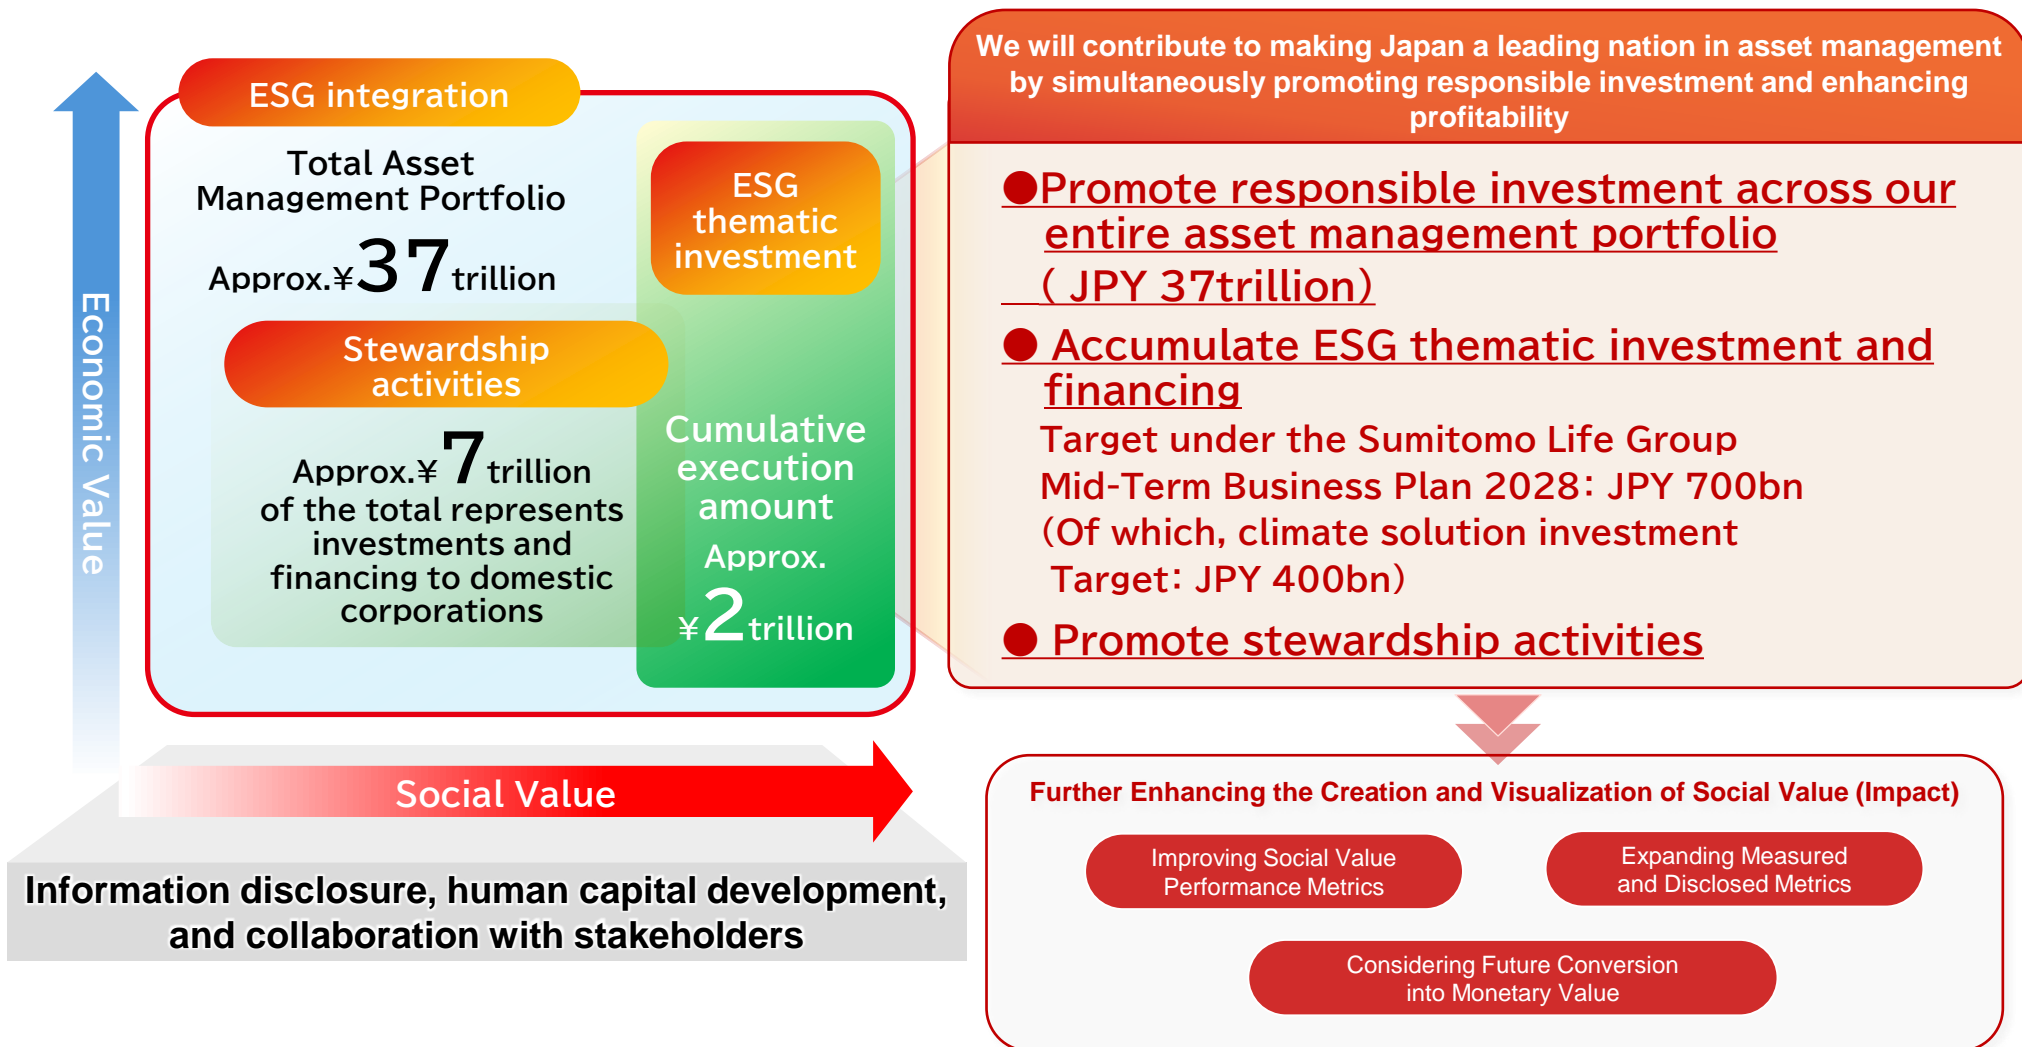 Economic Value
ESG integration
Total Asset
Management Portfolio
Approx.¥37trillion
Stewardship
activities
Approx.¥7trillion
of the total represents
investments and
financing to domestic
corporations
ESG
thematic
investment
Cumulative
execution
amount
Approx.
¥2trillion
Social Value
Information disclosure, human capital development,
and collaboration with stakeholders
We will contribute to making Japan a leading nation in asset management
by simultaneously promoting responsible investment and enhancing
profitability
●Promote responsible investment across our
entire asset management portfolio
( JPY 37trillion)
● Accumulate ESG thematic investment and
financing
Target under the Sumitomo Life Group
Mid-Term Business Plan 2028: JPY 700bn
(Of which, climate solution investment
Target: JPY 400bn)
● Promote stewardship activities
Further Enhancing the Creation and Visualization of Social Value (Impact)
Improving Social Value
Performance Metrics
Expanding Measured
and Disclosed Metrics
Considering Future Conversion
into Monetary Value